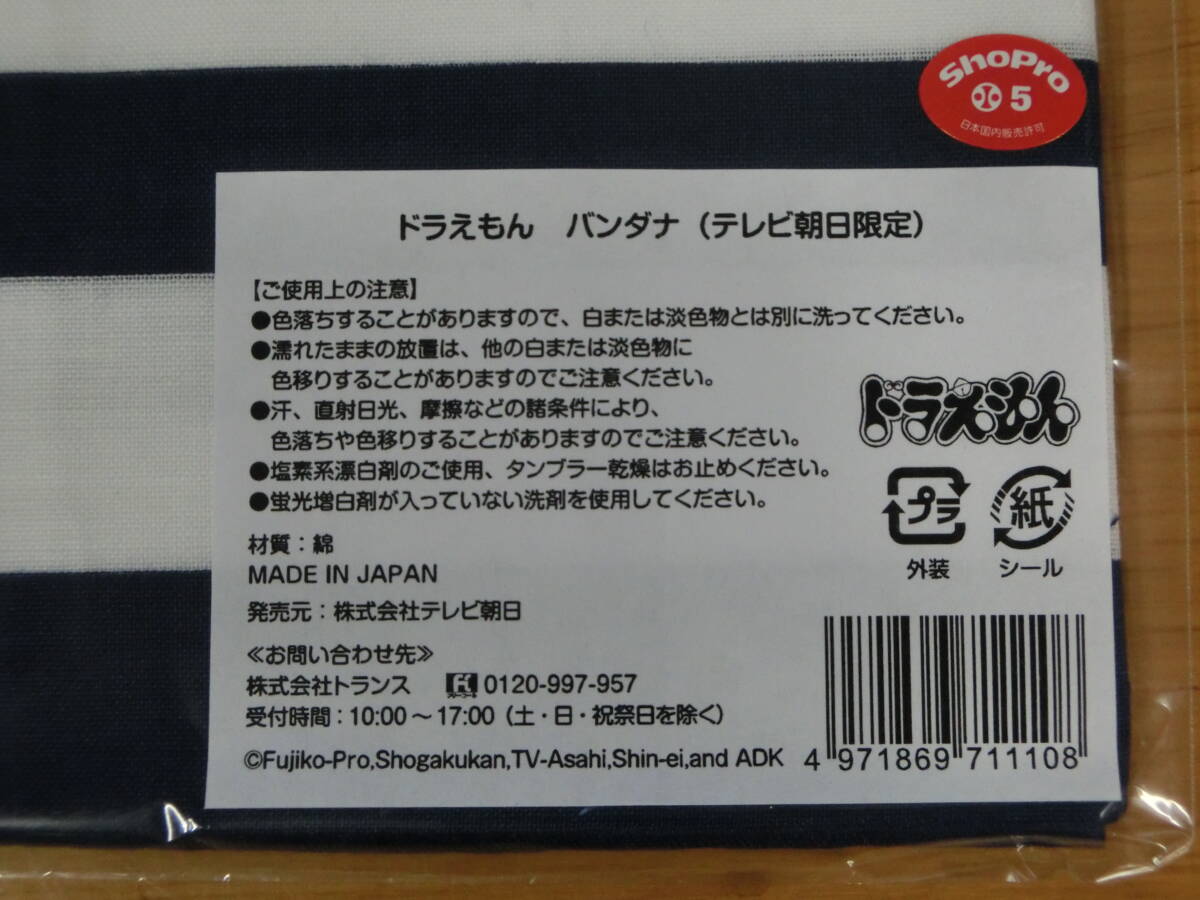 ShoPro
5
日本国内販売許可
ドラえもん バンダナ（テレビ朝日限定）
【ご使用上の注意】
●色落ちすることがありますので、白または淡色物とは別に洗ってください。
●濡れたままの放置は、他の白または淡色物に
色移りすることがありますのでご注意ください。
●汗、直射日光、摩擦などの諸条件により、
色落ちや色移りすることがありますのでご注意ください。
●塩素系漂白剤のご使用、タンブラー乾燥はお止めください。
●蛍光増白剤が入っていない洗剤を使用してください。
ドラえもん
プラ
外装
紙
シール
材質：綿
MADE IN JAPAN
発売元：株式会社テレビ朝日
≪お問い合わせ先≫
株式会社トランス フリーコール 0120-997-957
受付時間：10:00～17:00（土・日・祝祭日を除く）
©Fujiko-Pro,Shogakukan,TV-Asahi,Shin-ei,and ADK
4 971869 711108